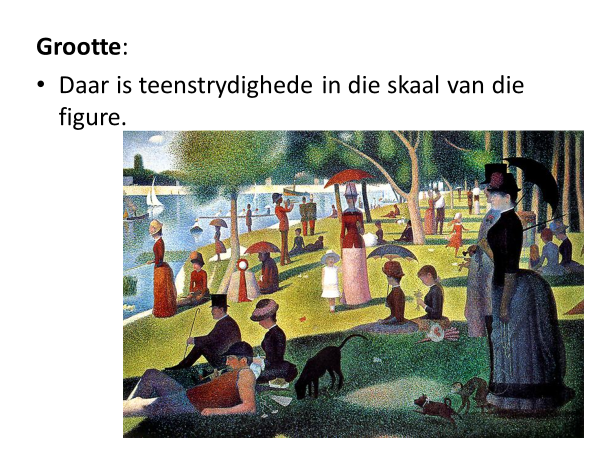 Grootte:
• Daar is teenstrydighede in die skaal van die
figure.